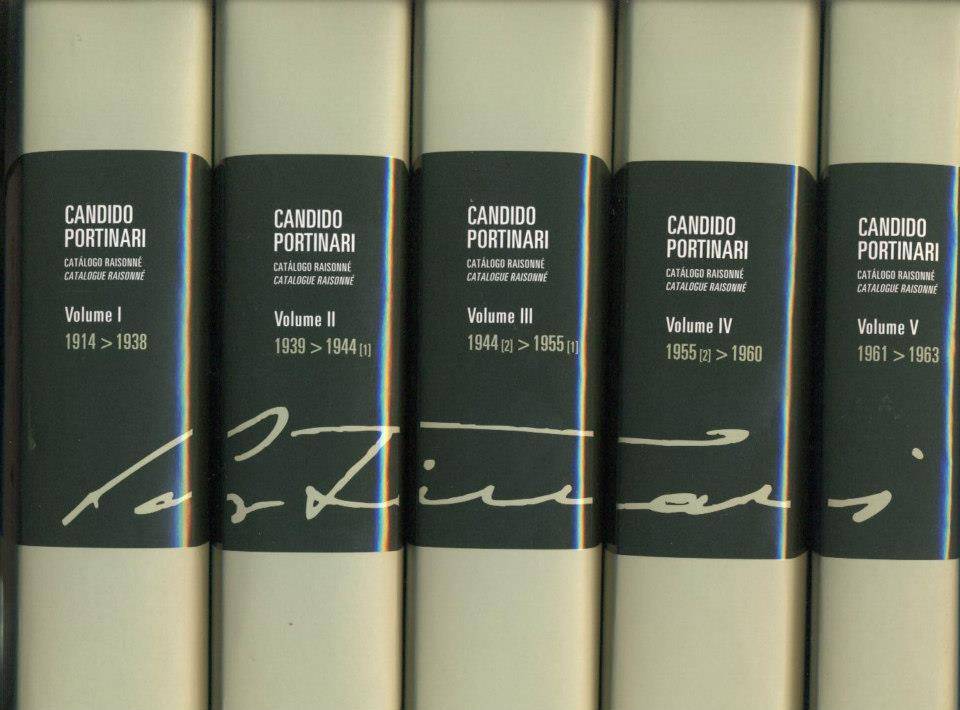 CANDIDO
PORTINARI
CATÁLOGO RAISONNÉ
CATALOGUE RAISONNÉ
Volume I
1914 > 1938
CANDIDO
PORTINARI
CATÁLOGO RAISONNÉ
CATALOGUE RAISONNÉ
Volume II
1939 > 1944 [1]
CANDIDO
PORTINARI
CATÁLOGO RAISONNÉ
CATALOGUE RAISONNÉ
Volume III
1944 [2] > 1955 [1]
CANDIDO
PORTINARI
CATÁLOGO RAISONNÉ
CATALOGUE RAISONNÉ
Volume IV
1955 [2] > 1960
CANDIDO
PORTINARI
CATÁLOGO RAISONNÉ
CATALOGUE RAISONNÉ
Volume V
1961 > 1963
Portinari